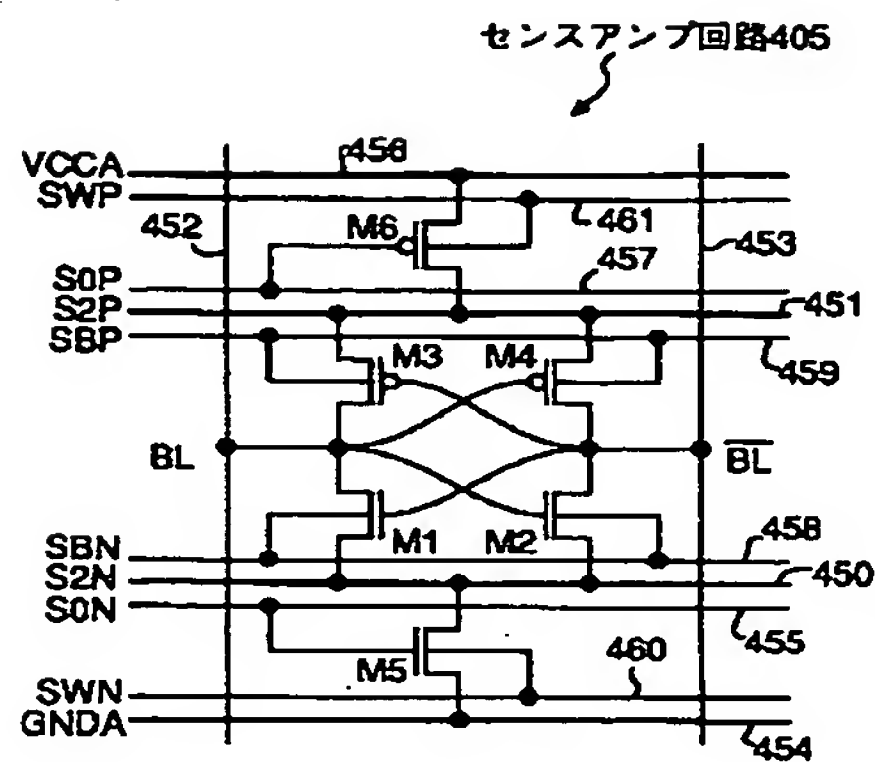 センスアンプ回路405
VCCA
456
SWP
461
452
M6
453
S0P
457
S2P
451
SBP
M3
M4
459
BL
B̅L̅
M1
M2
SBN
458
S2N
450
S0N
455
M5
460
SWN
GNDA
454